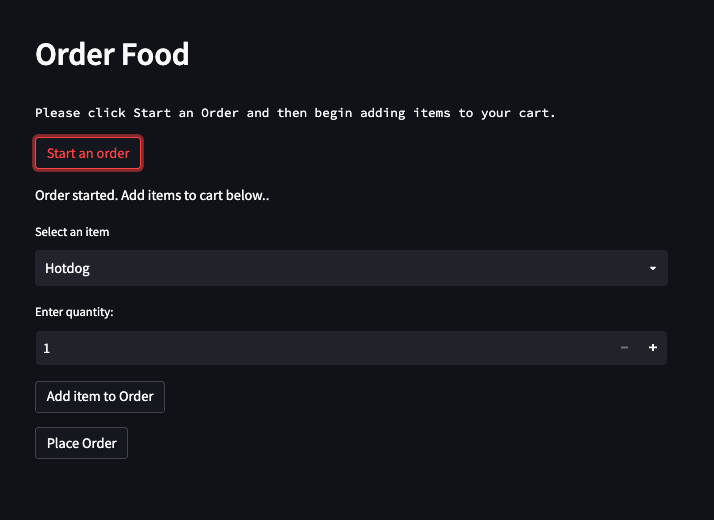 Order Food
Please click Start an Order and then begin adding items to your cart.
Start an order
Order started. Add items to cart below..
Select an item
Hotdog
Enter quantity:
1
Add item to Order
Place Order